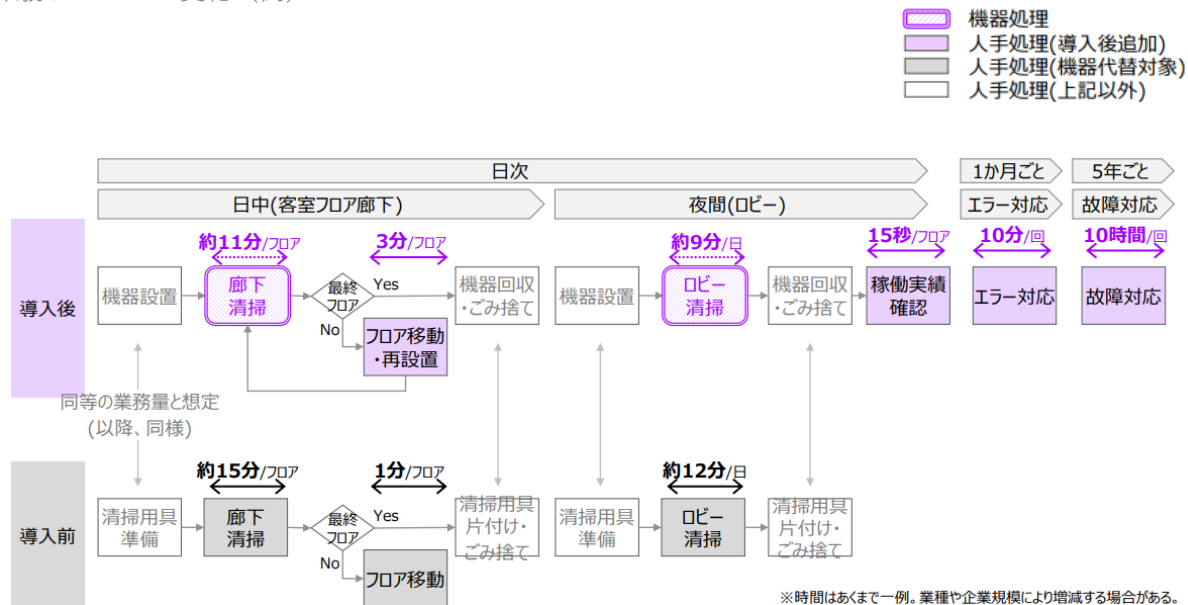 機器処理
人手処理(導入後追加)
人手処理(機器代替対象)
人手処理(上記以外)
日次
1か月ごと
5年ごと
日中(客室フロア廊下)
夜間(ロビー)
エラー対応
故障対応
約11分/フロア
3分/フロア
約9分/日
15秒/フロア
10分/回
10時間/回
導入後
機器設置
廊下
清掃
最終
フロア
Yes
No
フロア移動
・再設置
機器回収
・ごみ捨て
機器設置
ロビー
清掃
機器回収
・ごみ捨て
稼働実績
確認
エラー対応
故障対応
同等の業務量と想定
(以降、同様)
約15分/フロア
1分/フロア
約12分/日
導入前
清掃用具
準備
廊下
清掃
最終
フロア
Yes
No
フロア移動
清掃用具
片付け・
ごみ捨て
清掃用具
準備
ロビー
清掃
清掃用具
片付け・
ごみ捨て
※時間はあくまで一例。業種や企業規模により増減する場合がある。